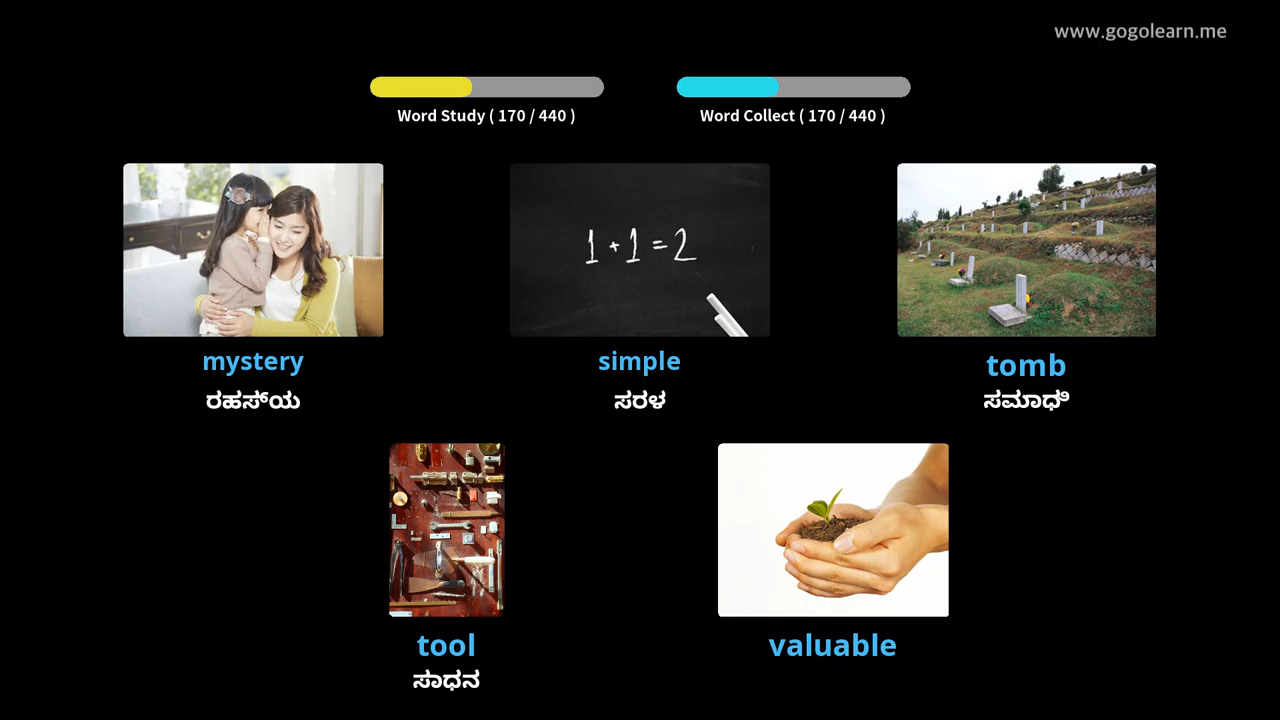 www.gogolearn.me
Word Study ( 170 / 440 )
Word Collect ( 170 / 440 )
1 + 1 = 2
mystery
ರಹಸ್ಯ
simple
ಸರಳ
tomb
ಸಮಾಧಿ
tool
ಸಾಧನ
valuable